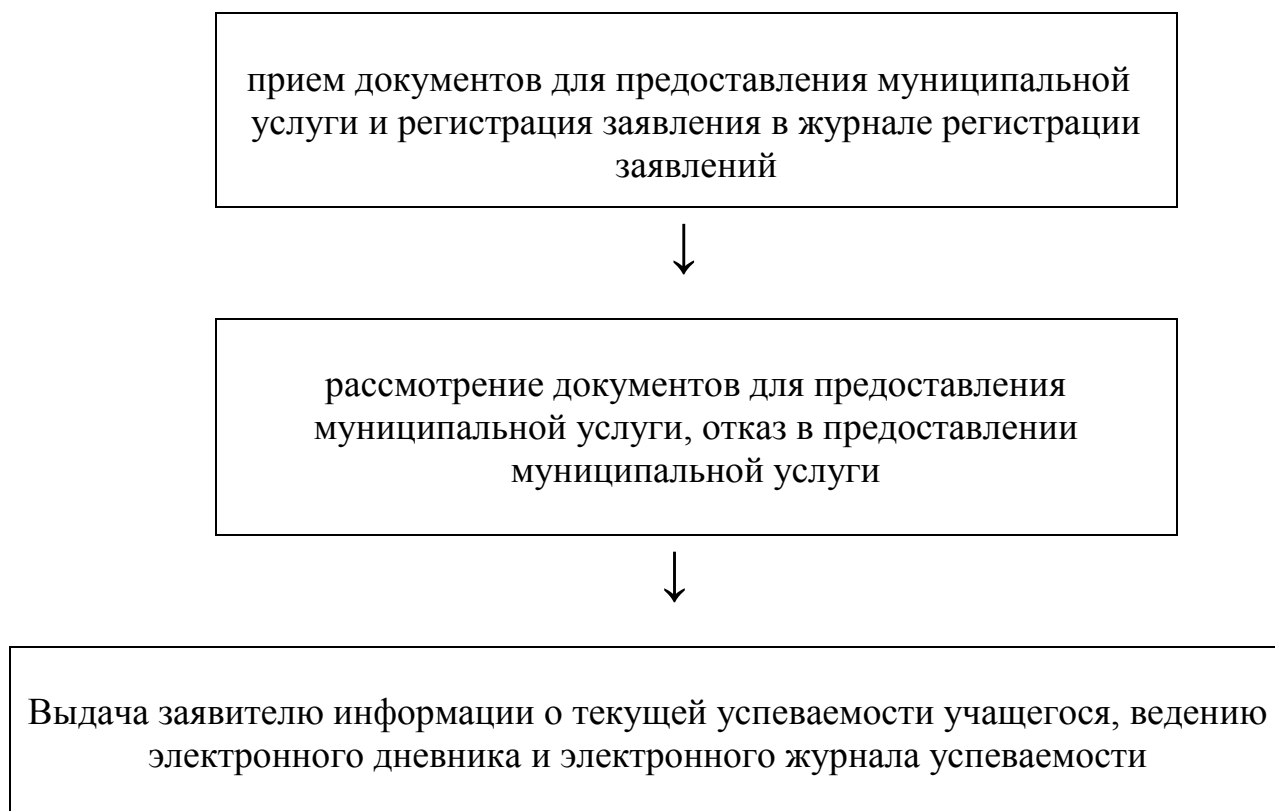 прием документов для предоставления муниципальной
услуги и регистрация заявления в журнале регистрации
заявлений
рассмотрение документов для предоставления
муниципальной услуги, отказ в предоставлении
муниципальной услуги
Выдача заявителю информации о текущей успеваемости учащегося, ведению
электронного дневника и электронного журнала успеваемости